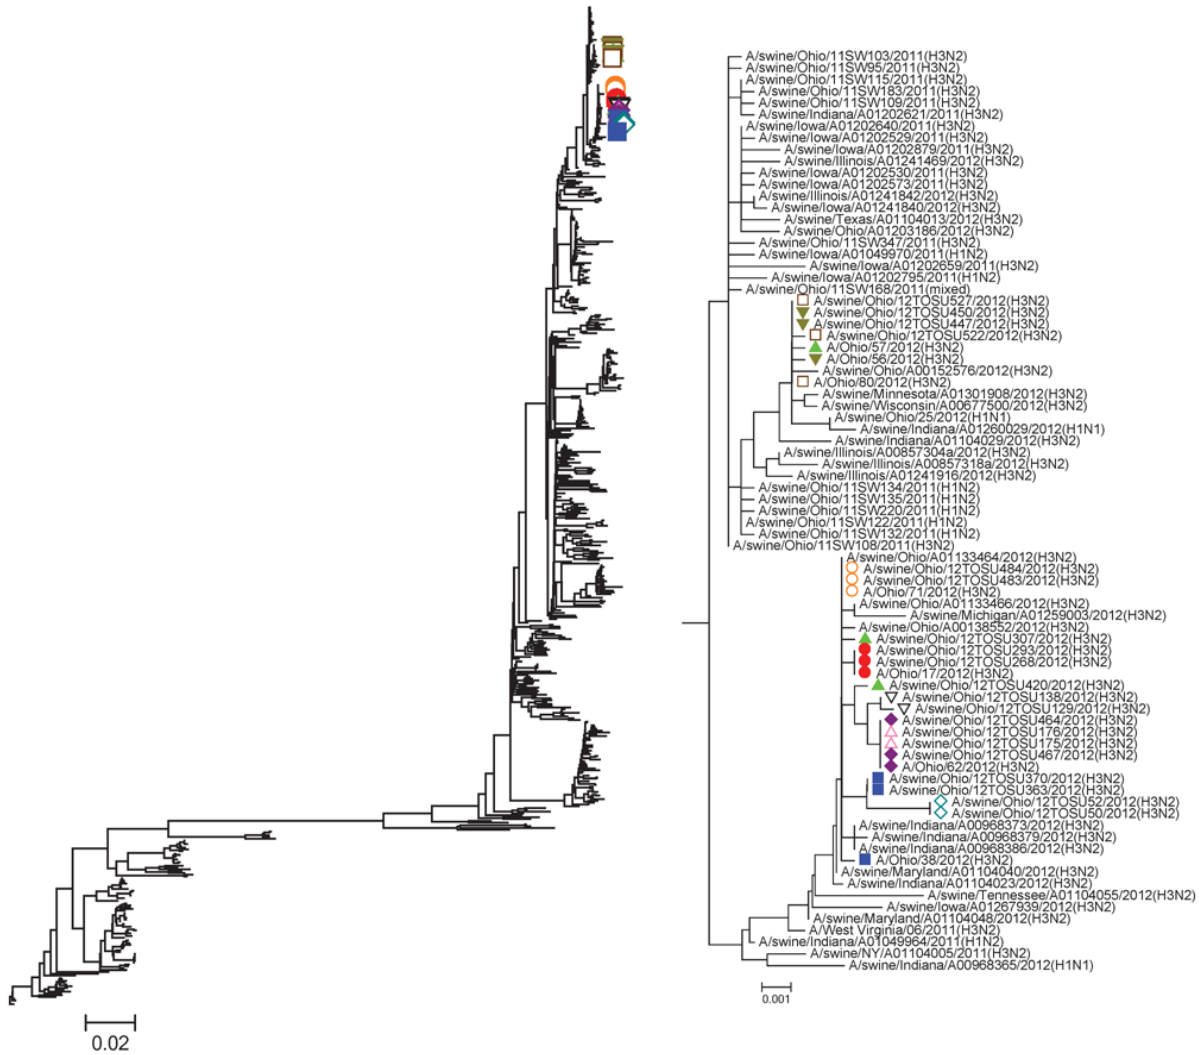 A/swine/Ohio/11SW103/2011(H3N2)
A/swine/Ohio/11SW95/2011(H3N2)
A/swine/Ohio/11SW115/2011(H3N2)
A/swine/Ohio/11SW183/2011(H3N2)
A/swine/Ohio/11SW109/2011(H3N2)
A/swine/Indiana/A01202621/2011(H3N2)
A/swine/Iowa/A01202640/2011(H3N2)
A/swine/Iowa/A01202529/2011(H3N2)
A/swine/Iowa/A01202879/2011(H3N2)
A/swine/Illinois/A01241469/2012(H3N2)
A/swine/Iowa/A01202530/2011(H3N2)
A/swine/Iowa/A01202573/2011(H3N2)
A/swine/Illinois/A01241842/2012(H3N2)
A/swine/Iowa/A01241840/2012(H3N2)
A/swine/Texas/A01104013/2012(H3N2)
A/swine/Ohio/A01203186/2012(H3N2)
A/swine/Ohio/11SW347/2011(H3N2)
A/swine/Iowa/A01049970/2011(H1N2)
A/swine/Iowa/A01202659/2011(H3N2)
A/swine/Iowa/A01202795/2011(H1N2)
A/swine/Ohio/11SW168/2011(mixed)
A/swine/Ohio/12TOSU527/2012(H3N2)
A/swine/Ohio/12TOSU450/2012(H3N2)
A/swine/Ohio/12TOSU447/2012(H3N2)
A/swine/Ohio/12TOSU522/2012(H3N2)
A/Ohio/57/2012(H3N2)
A/Ohio/56/2012(H3N2)
A/swine/Ohio/A00152576/2012(H3N2)
A/Ohio/80/2012(H3N2)
A/swine/Minnesota/A01301908/2012(H3N2)
A/swine/Wisconsin/A00677500/2012(H3N2)
A/swine/Ohio/25/2012(H1N1)
A/swine/Indiana/A01260029/2012(H1N1)
A/swine/Indiana/A01104029/2012(H3N2)
A/swine/Illinois/A00857304a/2012(H3N2)
A/swine/Illinois/A00857318a/2012(H3N2)
A/swine/Illinois/A01241916/2012(H3N2)
A/swine/Ohio/11SW134/2011(H1N2)
A/swine/Ohio/11SW135/2011(H1N2)
A/swine/Ohio/11SW220/2011(H1N2)
A/swine/Ohio/11SW122/2011(H1N2)
A/swine/Ohio/11SW132/2011(H1N2)
A/swine/Ohio/11SW108/2011(H3N2)
A/swine/Ohio/A01133464/2012(H3N2)
A/swine/Ohio/12TOSU484/2012(H3N2)
A/swine/Ohio/12TOSU483/2012(H3N2)
A/Ohio/71/2012(H3N2)
A/swine/Ohio/A01133466/2012(H3N2)
A/swine/Michigan/A01259003/2012(H3N2)
A/swine/Ohio/A00138552/2012(H3N2)
A/swine/Ohio/12TOSU307/2012(H3N2)
A/swine/Ohio/12TOSU293/2012(H3N2)
A/swine/Ohio/12TOSU268/2012(H3N2)
A/Ohio/17/2012(H3N2)
A/swine/Ohio/12TOSU420/2012(H3N2)
A/swine/Ohio/12TOSU138/2012(H3N2)
A/swine/Ohio/12TOSU129/2012(H3N2)
A/swine/Ohio/12TOSU464/2012(H3N2)
A/swine/Ohio/12TOSU176/2012(H3N2)
A/swine/Ohio/12TOSU175/2012(H3N2)
A/swine/Ohio/12TOSU467/2012(H3N2)
A/Ohio/62/2012(H3N2)
A/swine/Ohio/12TOSU370/2012(H3N2)
A/swine/Ohio/12TOSU363/2012(H3N2)
A/swine/Ohio/12TOSU52/2012(H3N2)
A/swine/Ohio/12TOSU50/2012(H3N2)
A/swine/Indiana/A00968373/2012(H3N2)
A/swine/Indiana/A00968379/2012(H3N2)
A/swine/Indiana/A00968386/2012(H3N2)
A/Ohio/38/2012(H3N2)
A/swine/Maryland/A01104040/2012(H3N2)
A/swine/Indiana/A01104023/2012(H3N2)
A/swine/Tennessee/A01104055/2012(H3N2)
A/swine/Iowa/A01267939/2012(H3N2)
A/swine/Maryland/A01104048/2012(H3N2)
A/West Virginia/06/2011(H3N2)
A/swine/Indiana/A01049964/2011(H1N2)
A/swine/NY/A01104005/2011(H3N2)
A/swine/Indiana/A00968365/2012(H1N1)
0.001
0.02